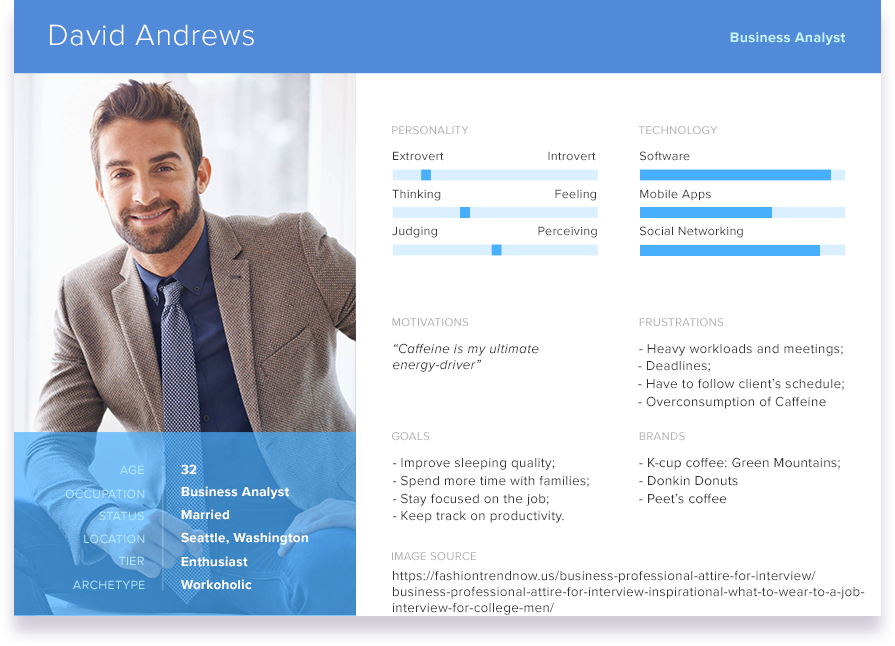 David Andrews
Business Analyst
AGE 32
OCCUPATION Business Analyst
STATUS Married
LOCATION Seattle, Washington
TIER Enthusiast
ARCHETYPE Workoholic
PERSONALITY
Extrovert Introvert
Thinking Feeling
Judging Perceiving
TECHNOLOGY
Software
Mobile Apps
Social Networking
MOTIVATIONS
“Caffeine is my ultimate
energy-driver”
FRUSTRATIONS
- Heavy workloads and meetings;
- Deadlines;
- Have to follow client’s schedule;
- Overconsumption of Caffeine
GOALS
- Improve sleeping quality;
- Spend more time with families;
- Stay focused on the job;
- Keep track on productivity.
BRANDS
- K-cup coffee: Green Mountains;
- Donkin Donuts
- Peet’s coffee
IMAGE SOURCE
https://fashiontrendnow.us/business-professional-attire-for-interview/
business-professional-attire-for-interview-inspirational-what-to-wear-to-a-job-
interview-for-college-men/